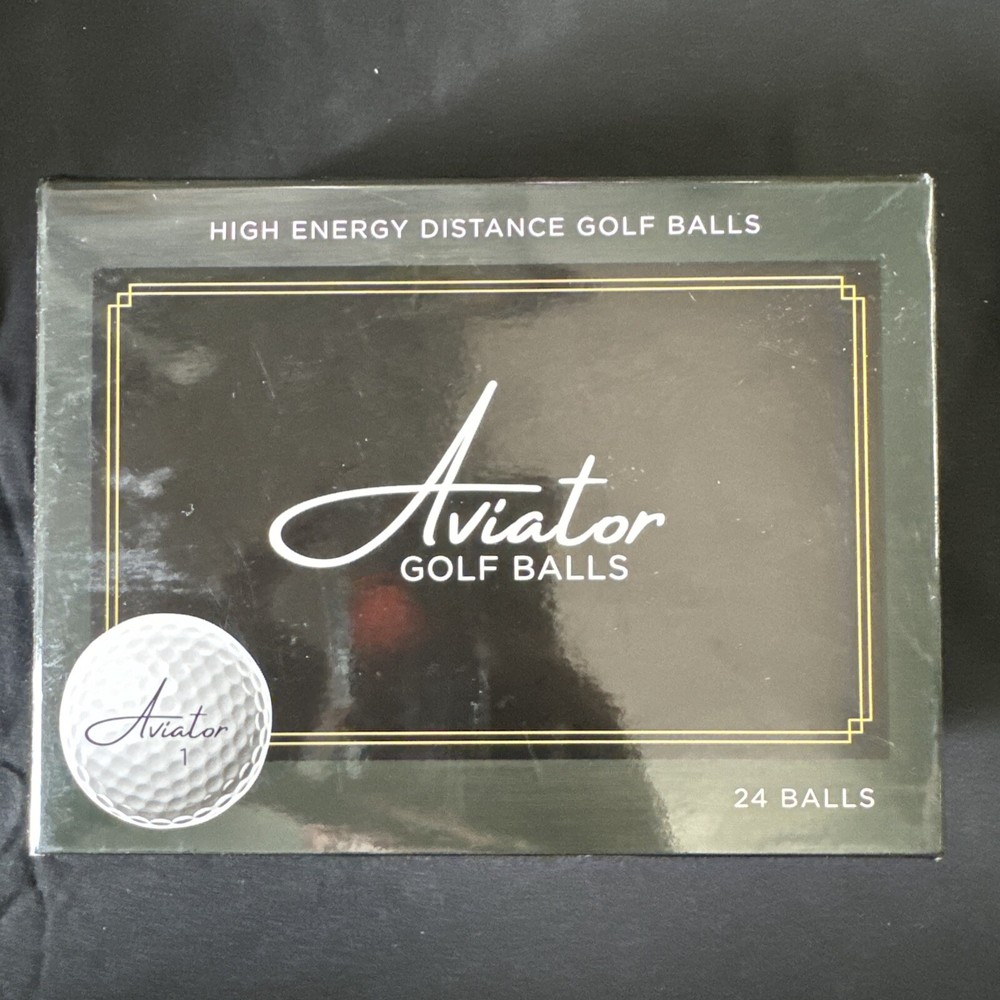 HIGH ENERGY DISTANCE GOLF BALLS
Aviator
GOLF BALLS
Aviator
1
24 BALLS